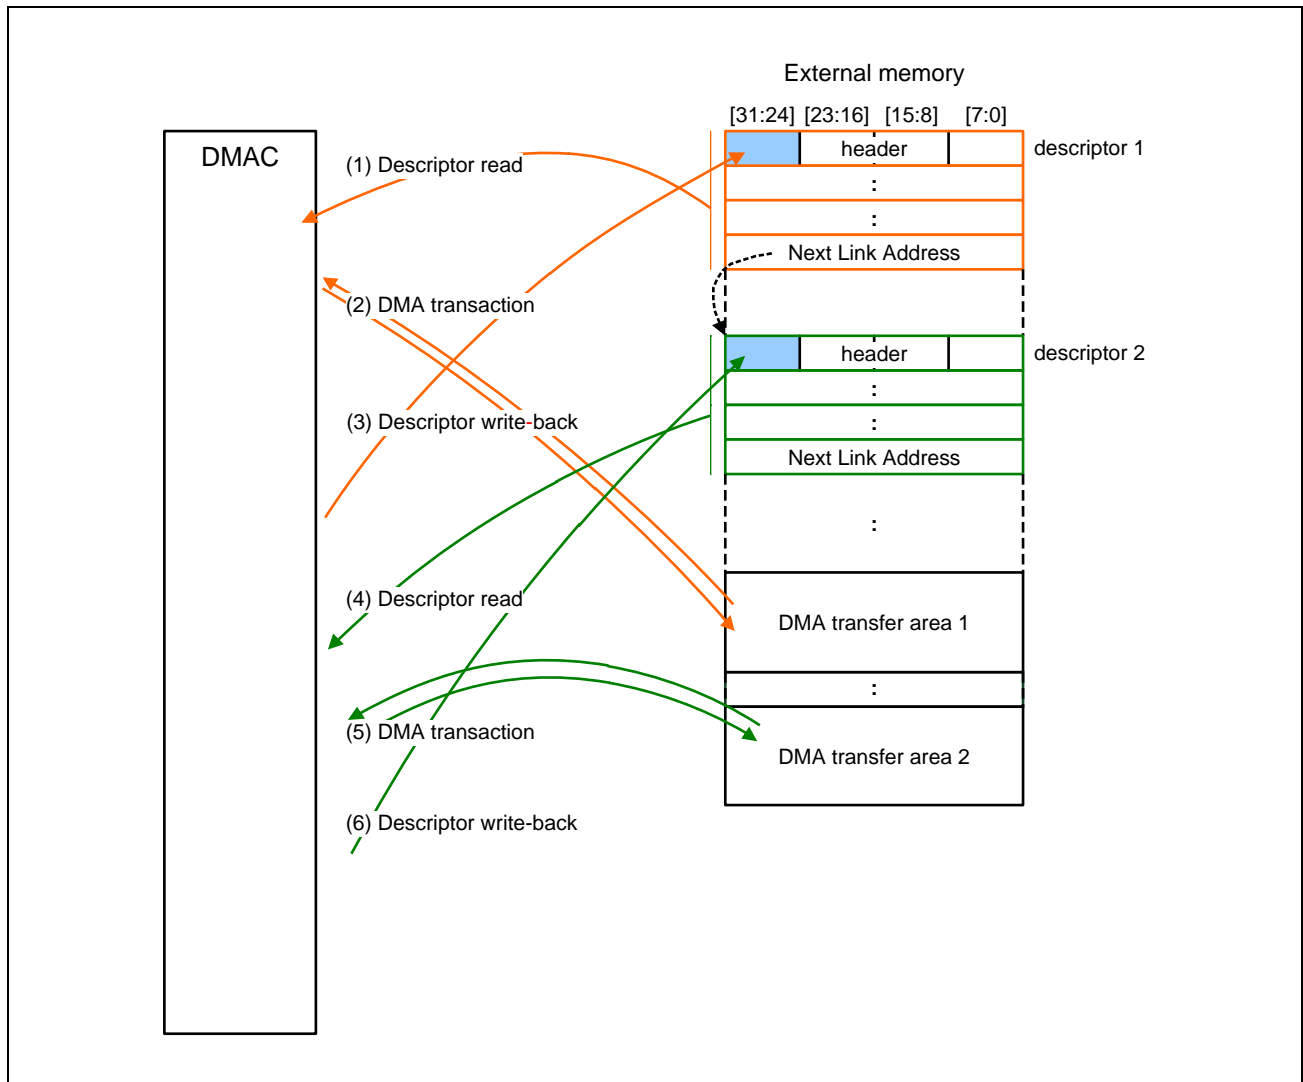 External memory
[31:24] [23:16] [15:8] [7:0]
DMAC
(1) Descriptor read
header
descriptor 1
:
:
Next Link Address
(2) DMA transaction
header
descriptor 2
:
(3) Descriptor write-back
:
Next Link Address
:
(4) Descriptor read
DMA transfer area 1
:
(5) DMA transaction
DMA transfer area 2
(6) Descriptor write-back